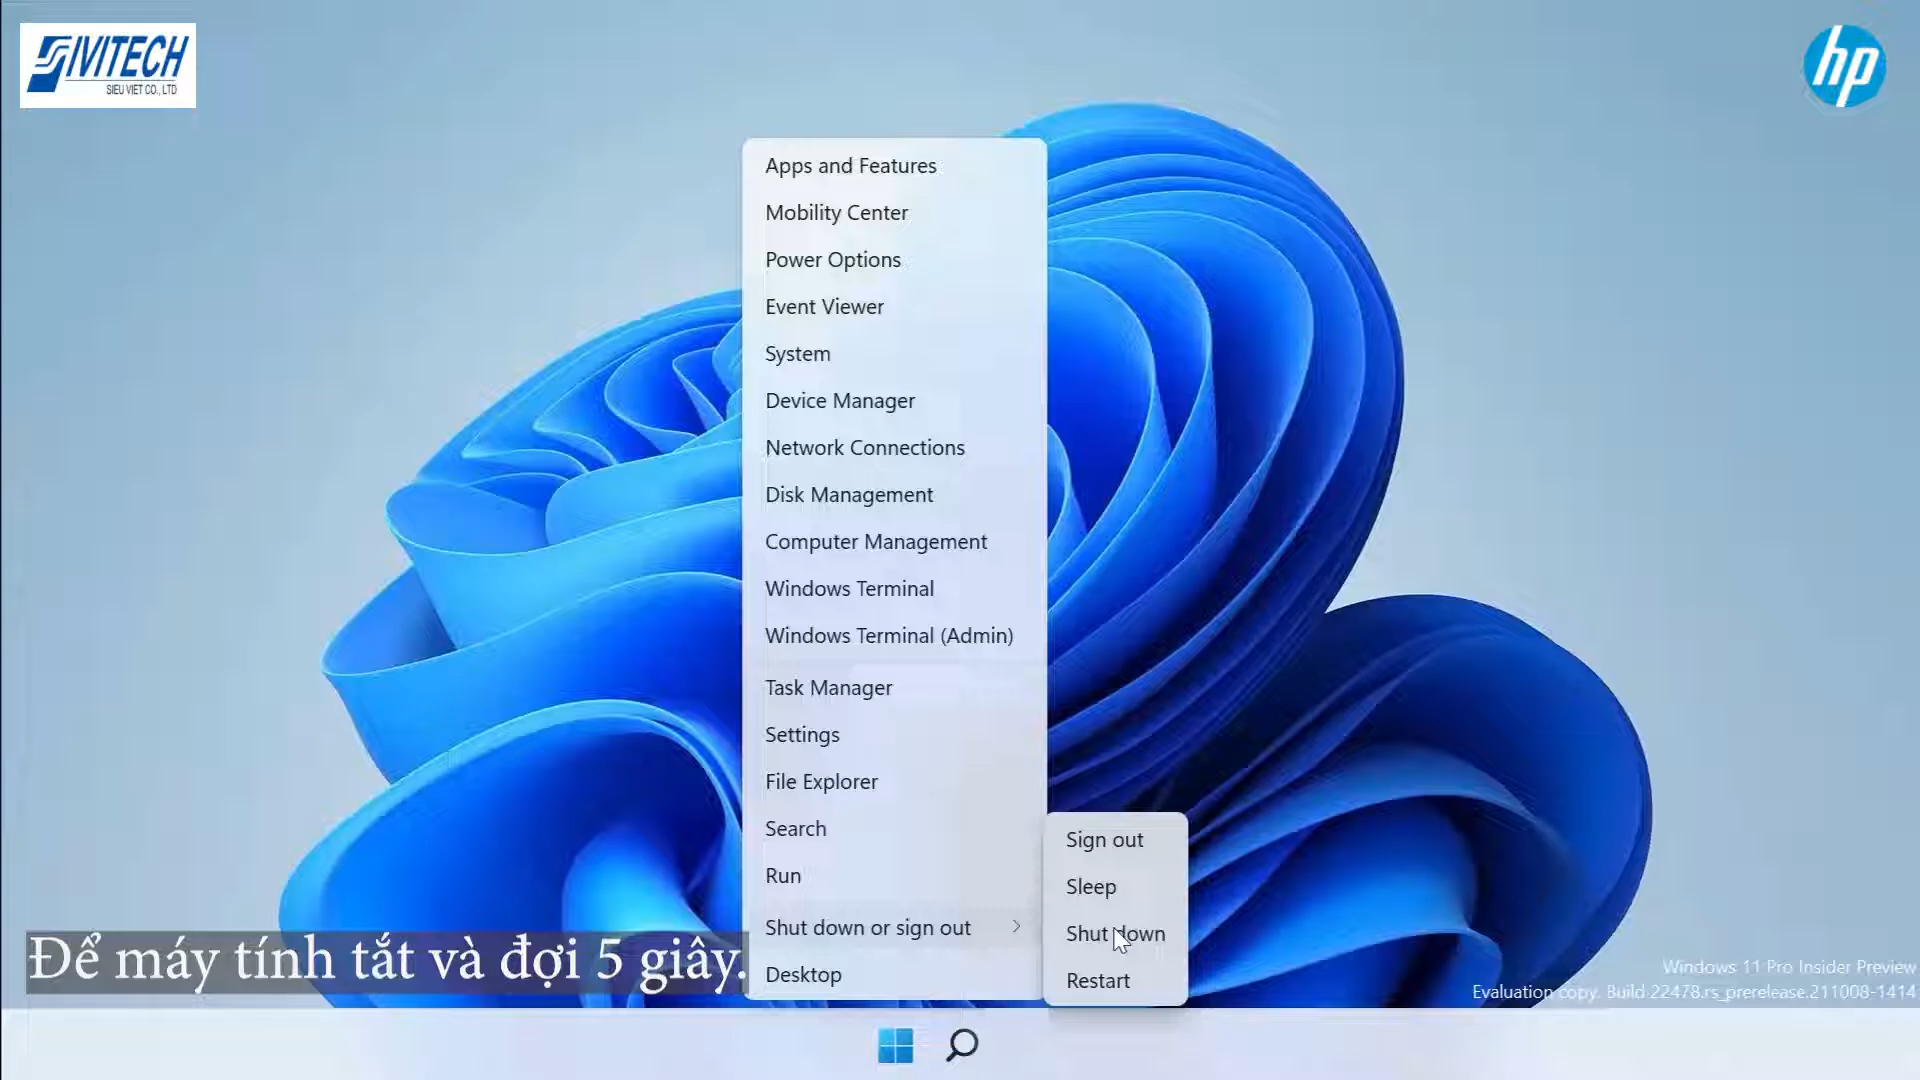 SIVITECH
SIEU VIET CO., LTD
hp
Apps and Features
Mobility Center
Power Options
Event Viewer
System
Device Manager
Network Connections
Disk Management
Computer Management
Windows Terminal
Windows Terminal (Admin)
Task Manager
Settings
File Explorer
Search
Run
Shut down or sign out
Desktop
Sign out
Sleep
Shut down
Restart
Để máy tính tắt và đợi 5 giây.
Windows 11 Pro Insider Preview
Evaluation copy. Build 22478.rs_prerelease.211008-1414